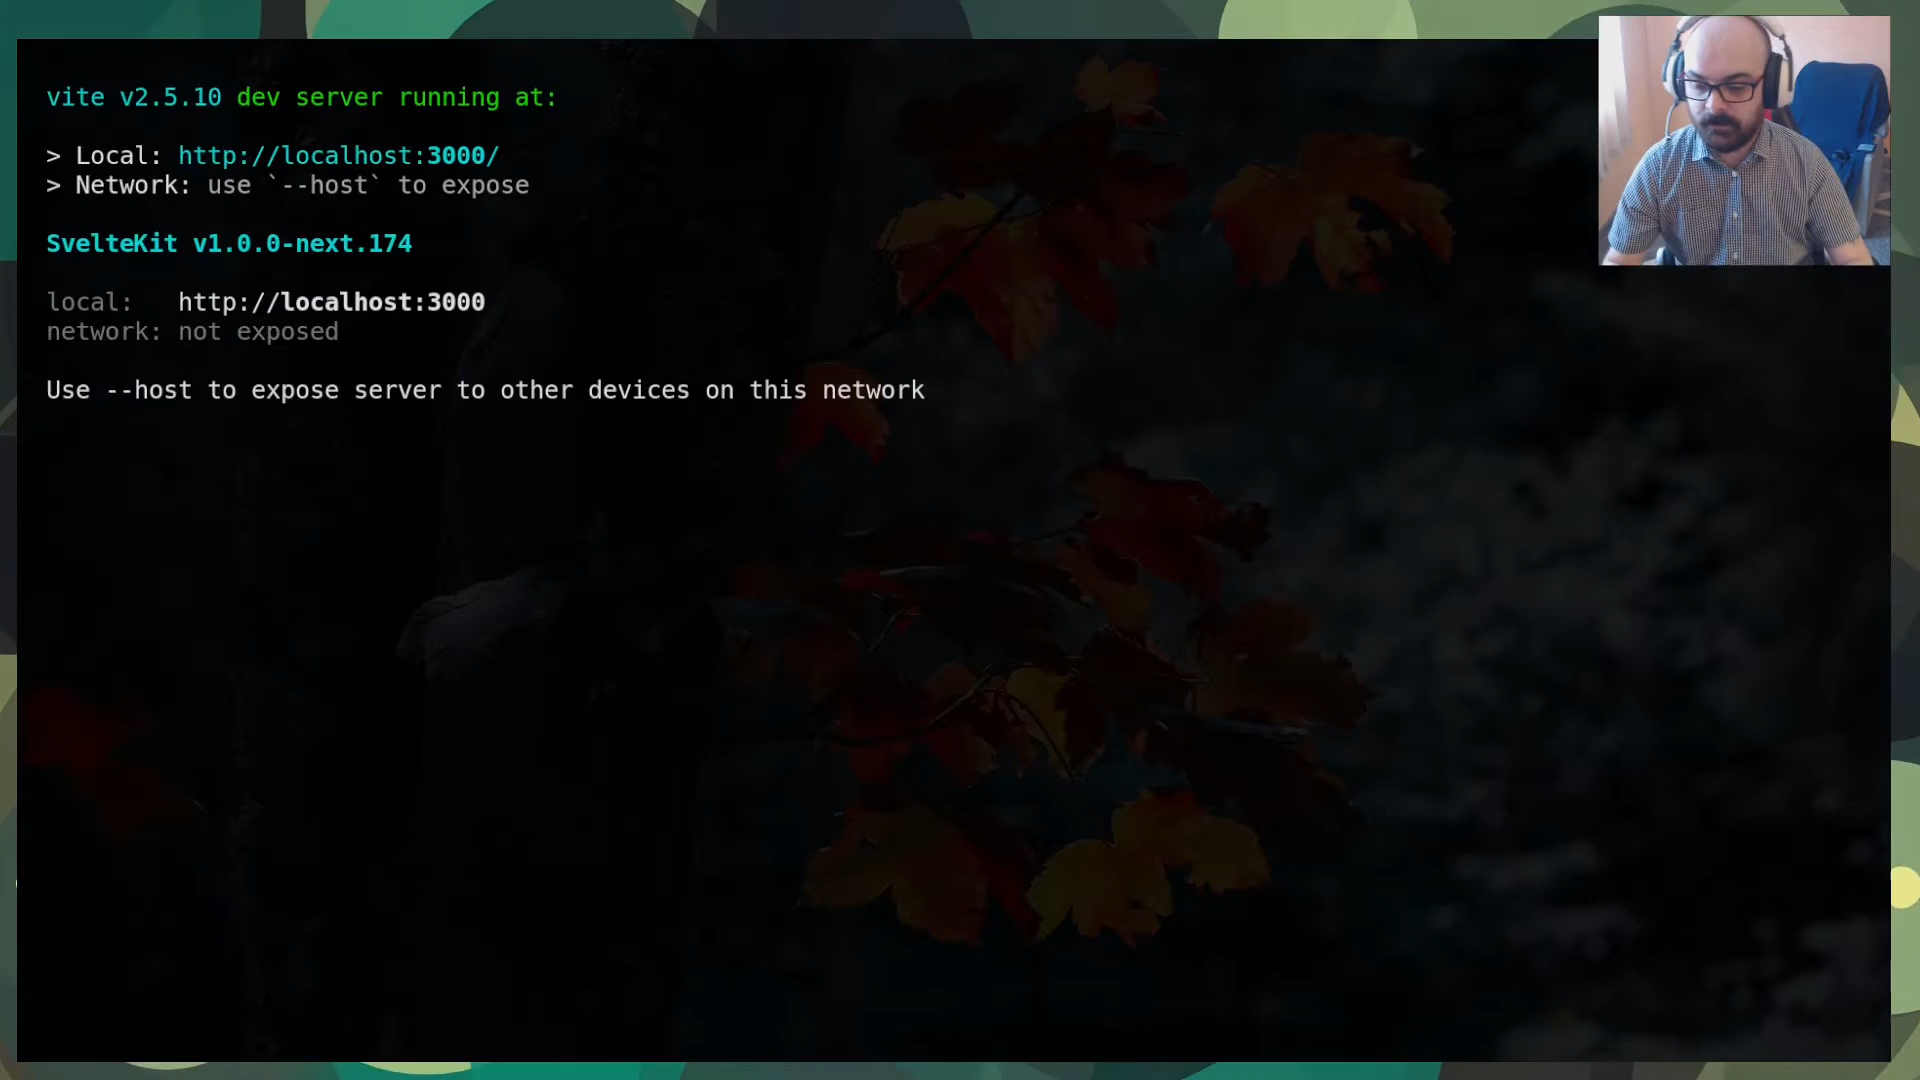 vite v2.5.10 dev server running at:
> Local: http://localhost:3000/
> Network: use `--host` to expose
SvelteKit v1.0.0-next.174
local:   http://localhost:3000
network: not exposed
Use --host to expose server to other devices on this network